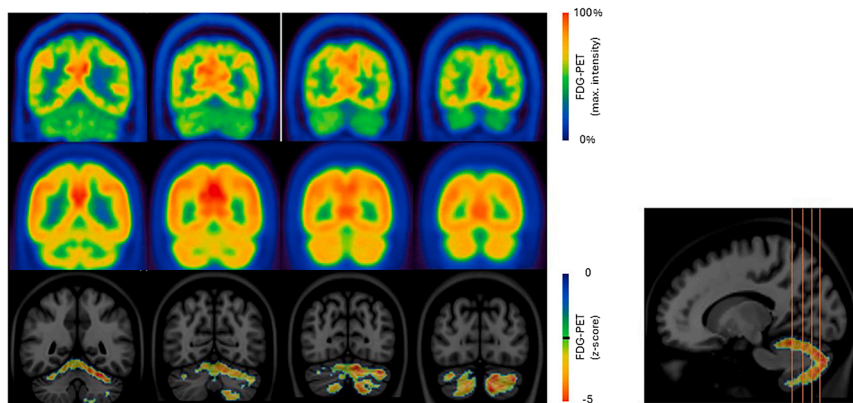 100%
FDG-PET
(max. intensity)
0%
0
FDG-PET
(z-score)
-5